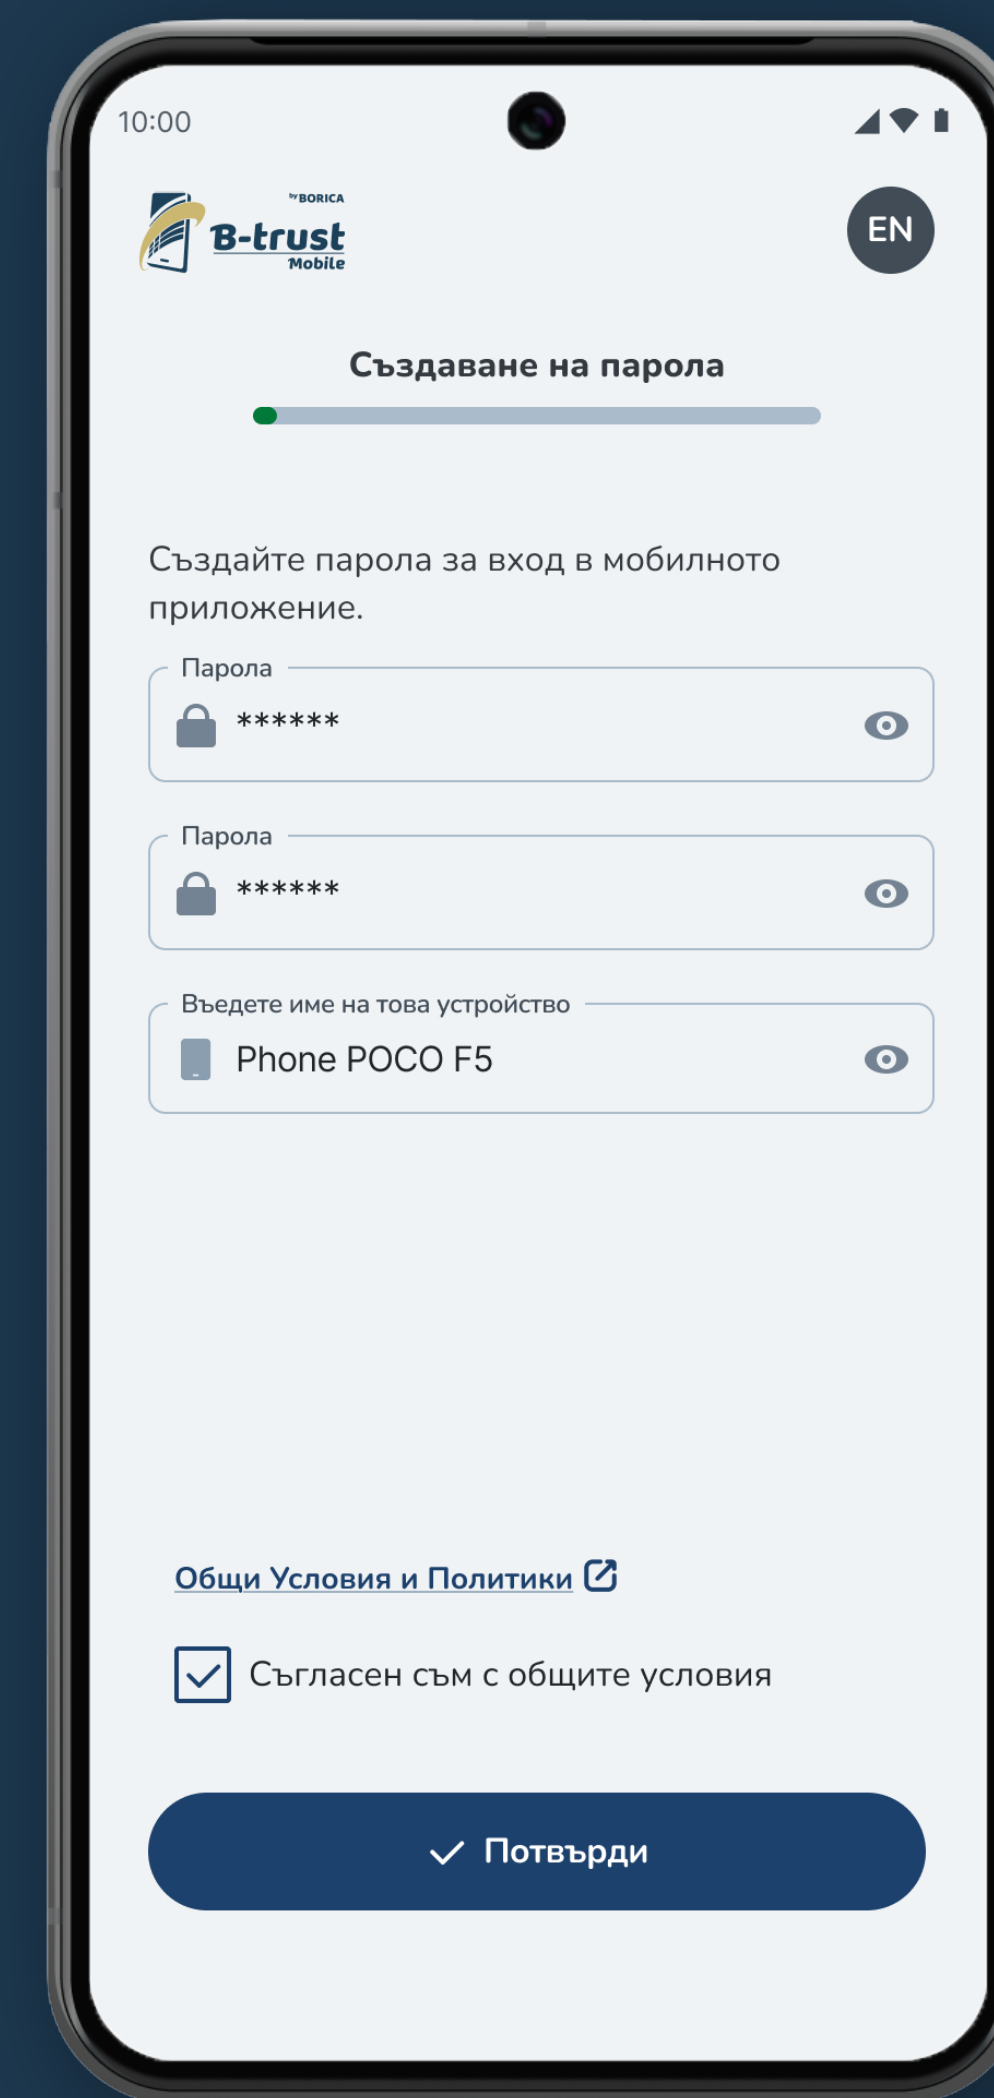 10:00
by BORICA
B-trust
Mobile
EN
Създаване на парола
Създайте парола за вход в мобилното
приложение.
Парола
******
Парола
******
Въведете име на това устройство
Phone POCO F5
Общи Условия и Политики
Съгласен съм с общите условия
Потвърди